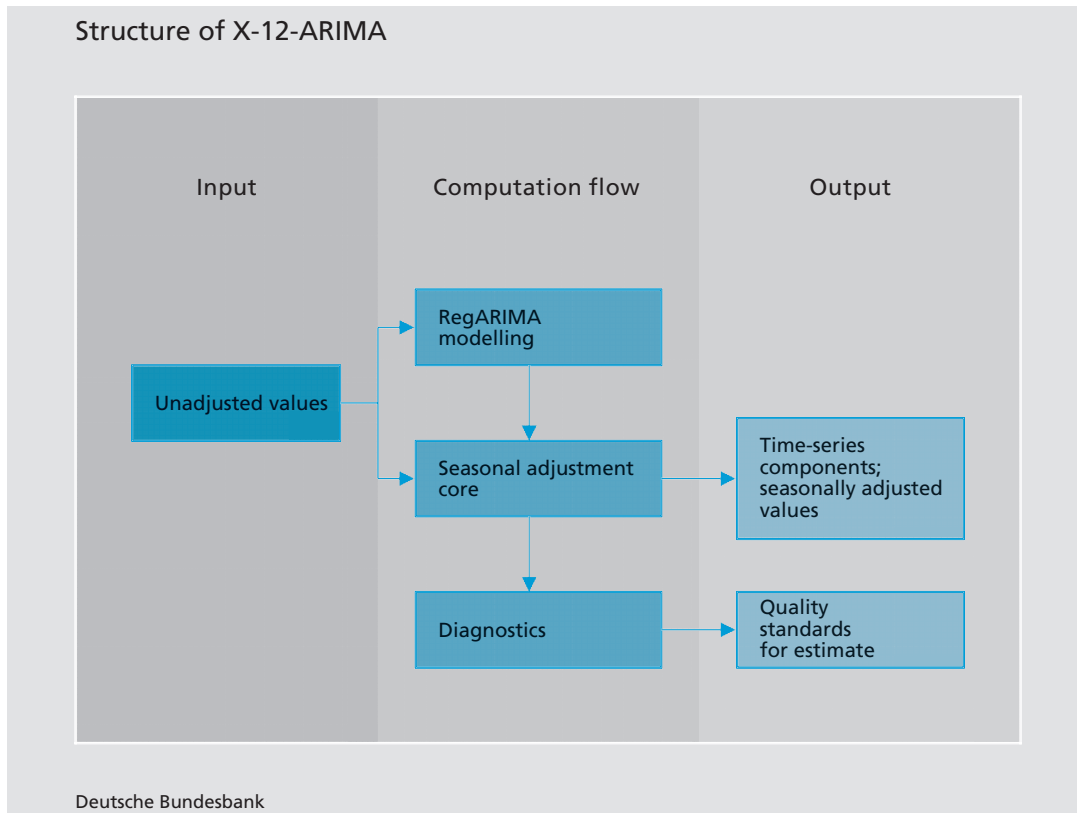 Structure of X-12-ARIMA
Input
Computation flow
Output
RegARIMA
modelling
Unadjusted values
Seasonal adjustment
core
Time-series
components;
seasonally adjusted
values
Diagnostics
Quality
standards
for estimate
Deutsche Bundesbank